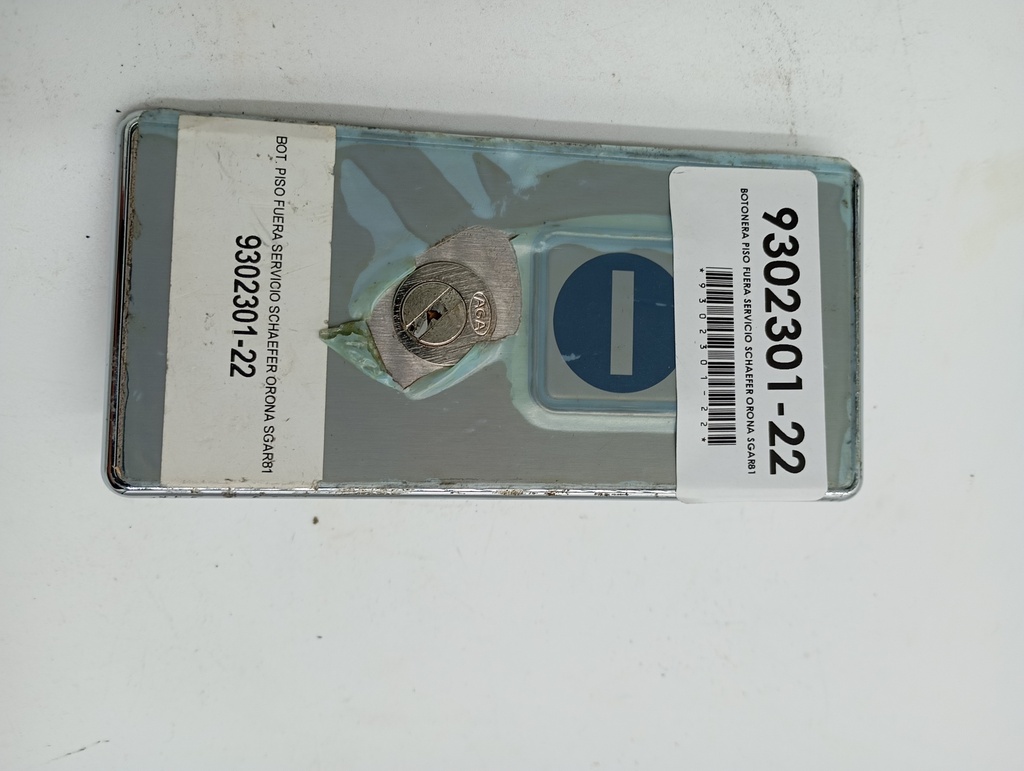 9302301-22
BOTONERA PISO FUERA SERVICIO SCHAEFER ORONA SGAR81
*9302301-22*
AGA
BOT. PISO FUERA SERVICIO SCHAEFER ORONA SGAR81
9302301-22